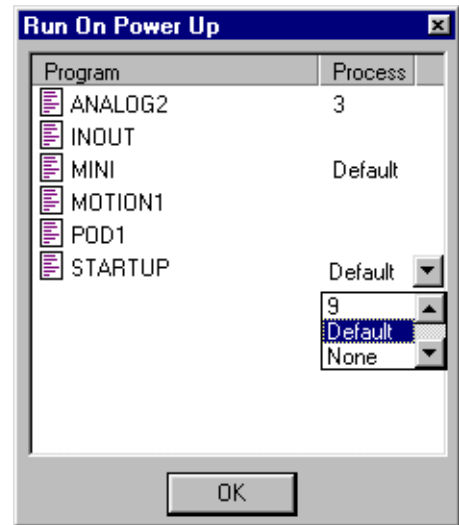 Run On Power Up
Program Process
ANALOG2 3
INOUT
MINI Default
MOTION1
POD1
STARTUP Default
9
Default
None
OK